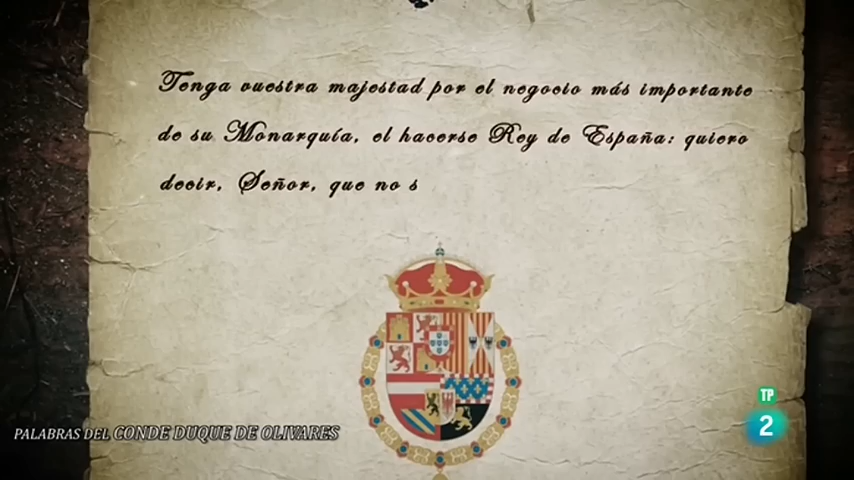 Tenga vuestra majestad por el negocio más importante
de su Monarquía, el hacerse Rey de España: quiero
decir, Señor, que no s
PALABRAS DEL CONDE DUQUE DE OLIVARES
TP
2